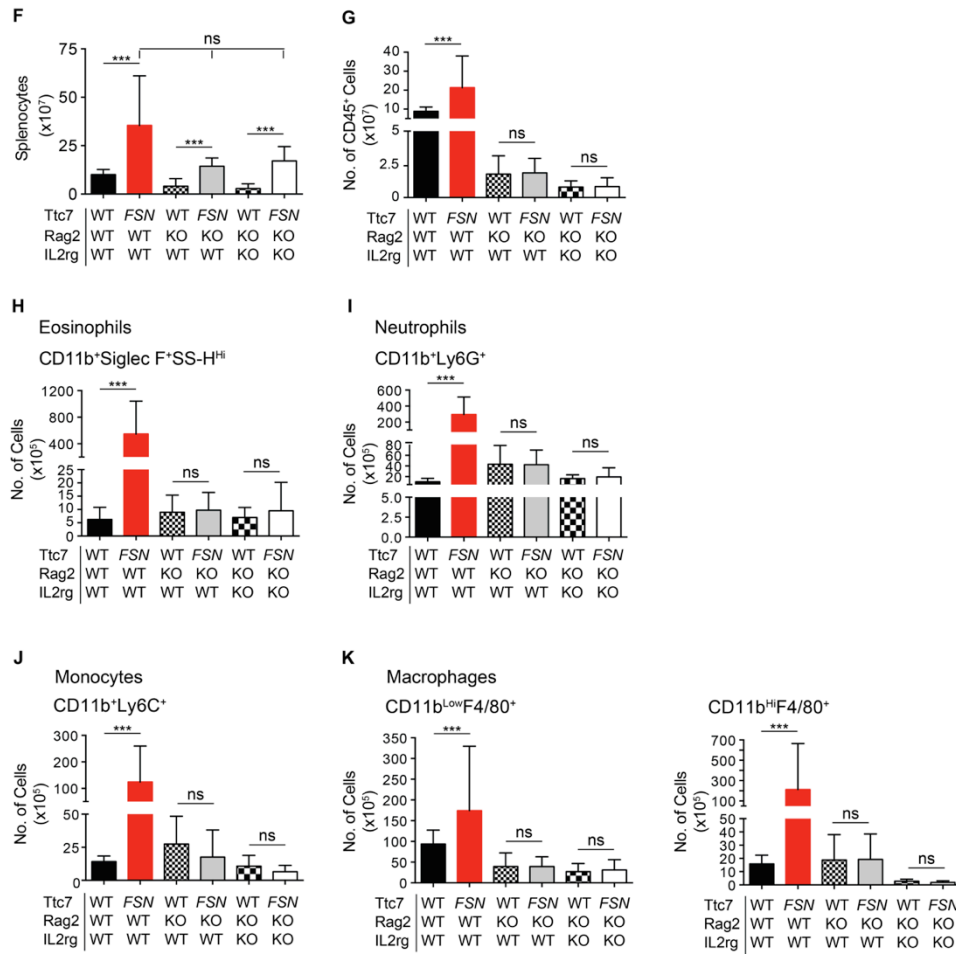 F
ns
***
***
***
75
50
25
0
Splenocytes
(x10⁷)
Ttc7 WT FSN WT FSN WT FSN
Rag2 WT WT KO KO KO KO
IL2rg WT WT WT WT KO KO
G
***
ns
ns
40
30
20
10
5
2.5
0
No. of CD45⁺ Cells
(x10⁷)
Ttc7 WT FSN WT FSN WT FSN
Rag2 WT WT KO KO KO KO
IL2rg WT WT WT WT KO KO
H
Eosinophils
CD11b⁺Siglec F⁺SS-Hᴴⁱ
***
ns
ns
1200
800
400
25
20
15
10
5
0
No. of Cells
(x10⁵)
Ttc7 WT FSN WT FSN WT FSN
Rag2 WT WT KO KO KO KO
IL2rg WT WT WT WT KO KO
I
Neutrophils
CD11b⁺Ly6G⁺
***
ns
ns
600
400
200
80
60
40
20
5.0
2.5
0.0
No. of Cells
(x10⁵)
Ttc7 WT FSN WT FSN WT FSN
Rag2 WT WT KO KO KO KO
IL2rg WT WT WT WT KO KO
J
Monocytes
CD11b⁺Ly6C⁺
***
ns
ns
300
200
100
50
25
0
No. of Cells
(x10⁵)
Ttc7 WT FSN WT FSN WT FSN
Rag2 WT WT KO KO KO KO
IL2rg WT WT WT WT KO KO
K
Macrophages
CD11bᴸᵒʷF4/80⁺
***
ns
ns
350
300
250
200
150
100
50
0
No. of Cells
(x10⁵)
Ttc7 WT FSN WT FSN WT FSN
Rag2 WT WT KO KO KO KO
IL2rg WT WT WT WT KO KO
CD11bᴴⁱF4/80⁺
***
ns
ns
700
500
300
100
50
40
30
20
10
0
No. of Cells
(x10⁵)
Ttc7 WT FSN WT FSN WT FSN
Rag2 WT WT KO KO KO KO
IL2rg WT WT WT WT KO KO